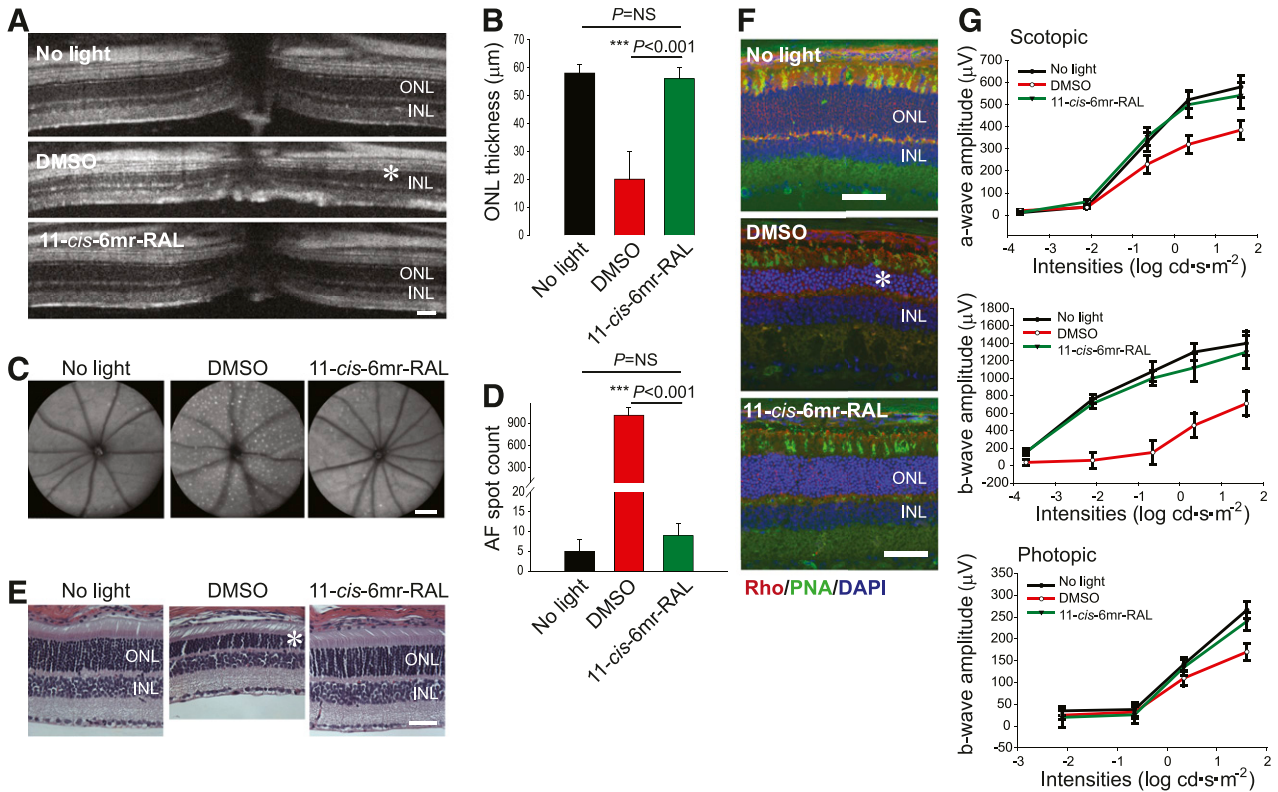 A
No light
ONL
INL
DMSO
*
INL
11-cis-6mr-RAL
ONL
INL
B
P=NS
*** P<0.001
ONL thickness (μm)
70
60
50
40
30
20
10
0
No light
DMSO
11-cis-6mr-RAL
C
No light
DMSO
11-cis-6mr-RAL
D
P=NS
*** P<0.001
AF spot count
900
600
300
20
15
10
5
0
No light
DMSO
11-cis-6mr-RAL
E
No light
DMSO
11-cis-6mr-RAL
ONL
INL
*
ONL
INL
F
No light
ONL
INL
DMSO
*
INL
11-cis-6mr-RAL
ONL
INL
Rho/PNA/DAPI
G
Scotopic
No light
DMSO
11-cis-6mr-RAL
a-wave amplitude (μV)
700
600
500
400
300
200
100
0
-4 -3 -2 -1 0 1 2
Intensities (log cd·s·m-2)
No light
DMSO
11-cis-6mr-RAL
b-wave amplitude (μV)
1800
1600
1400
1200
1000
800
600
400
200
0
-200
-4 -3 -2 -1 0 1 2
Intensities (log cd·s·m-2)
Photopic
No light
DMSO
11-cis-6mr-RAL
b-wave amplitude (μV)
350
300
250
200
150
100
50
0
-50
-3 -2 -1 0 1 2
Intensities (log cd·s·m-2)